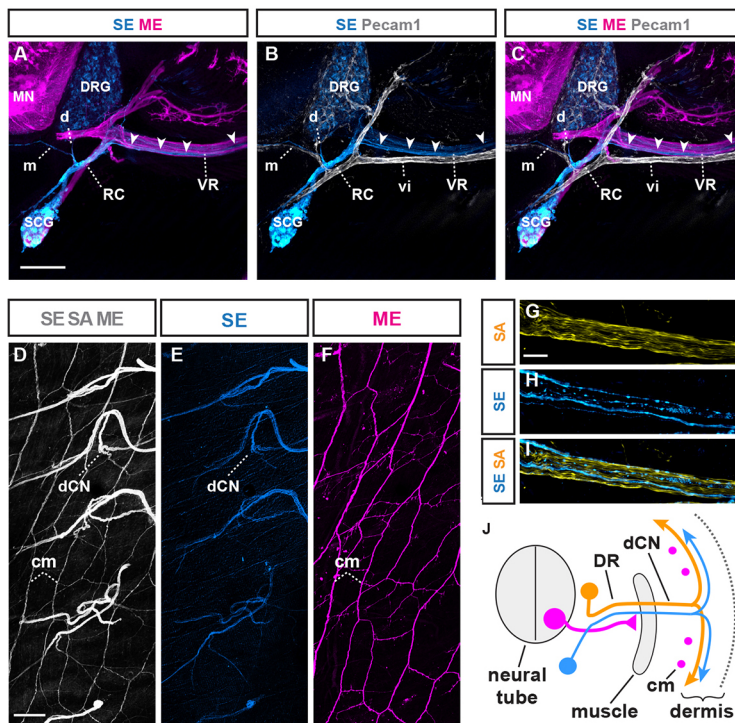 SE ME
SE Pecam1
SE ME Pecam1
A
MN
DRG
d
m
RC
VR
SCG
B
DRG
d
m
RC
vi
VR
SCG
C
MN
DRG
d
m
RC
vi
VR
SCG
SE SA ME
SE
ME
D
dCN
cm
E
dCN
F
cm
SA
G
SE
H
SE SA
I
J
DR
dCN
neural
tube
muscle
cm
dermis